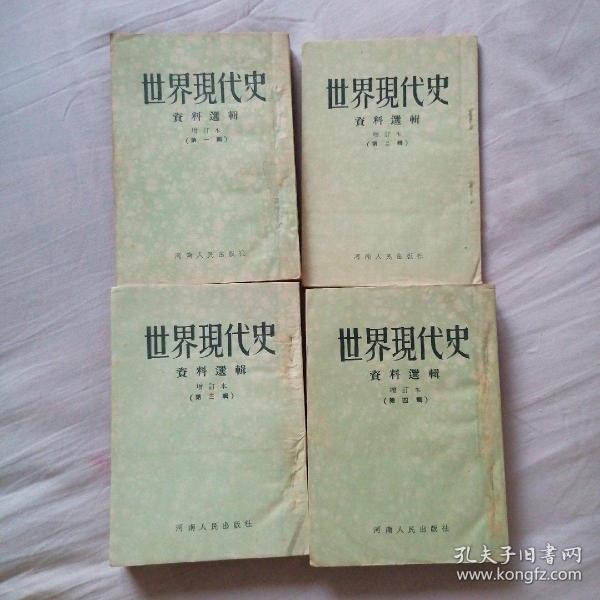 世界現代史
資料選輯
增訂本
(第一輯)
河南人民出版社
世界現代史
資料選輯
增訂本
(第二輯)
河南人民出版社
世界現代史
資料選輯
增訂本
(第三輯)
河南人民出版社
世界現代史
資料選輯
增訂本
(第四輯)
河南人民出版社
孔夫子旧書网
www.kongfz.com